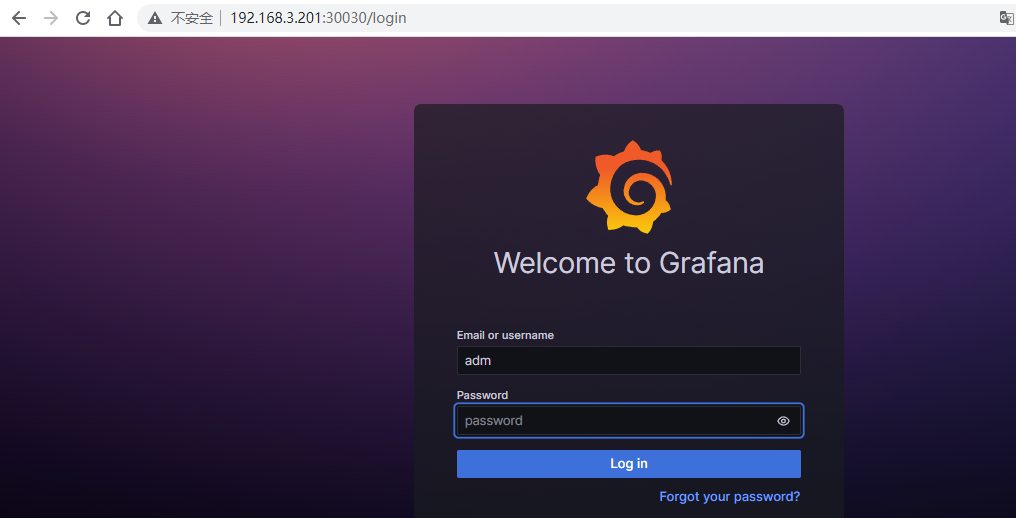 不安全 192.168.3.201:30030/login
Welcome to Grafana
Email or username
adm
Password
password
Log in
Forgot your password?